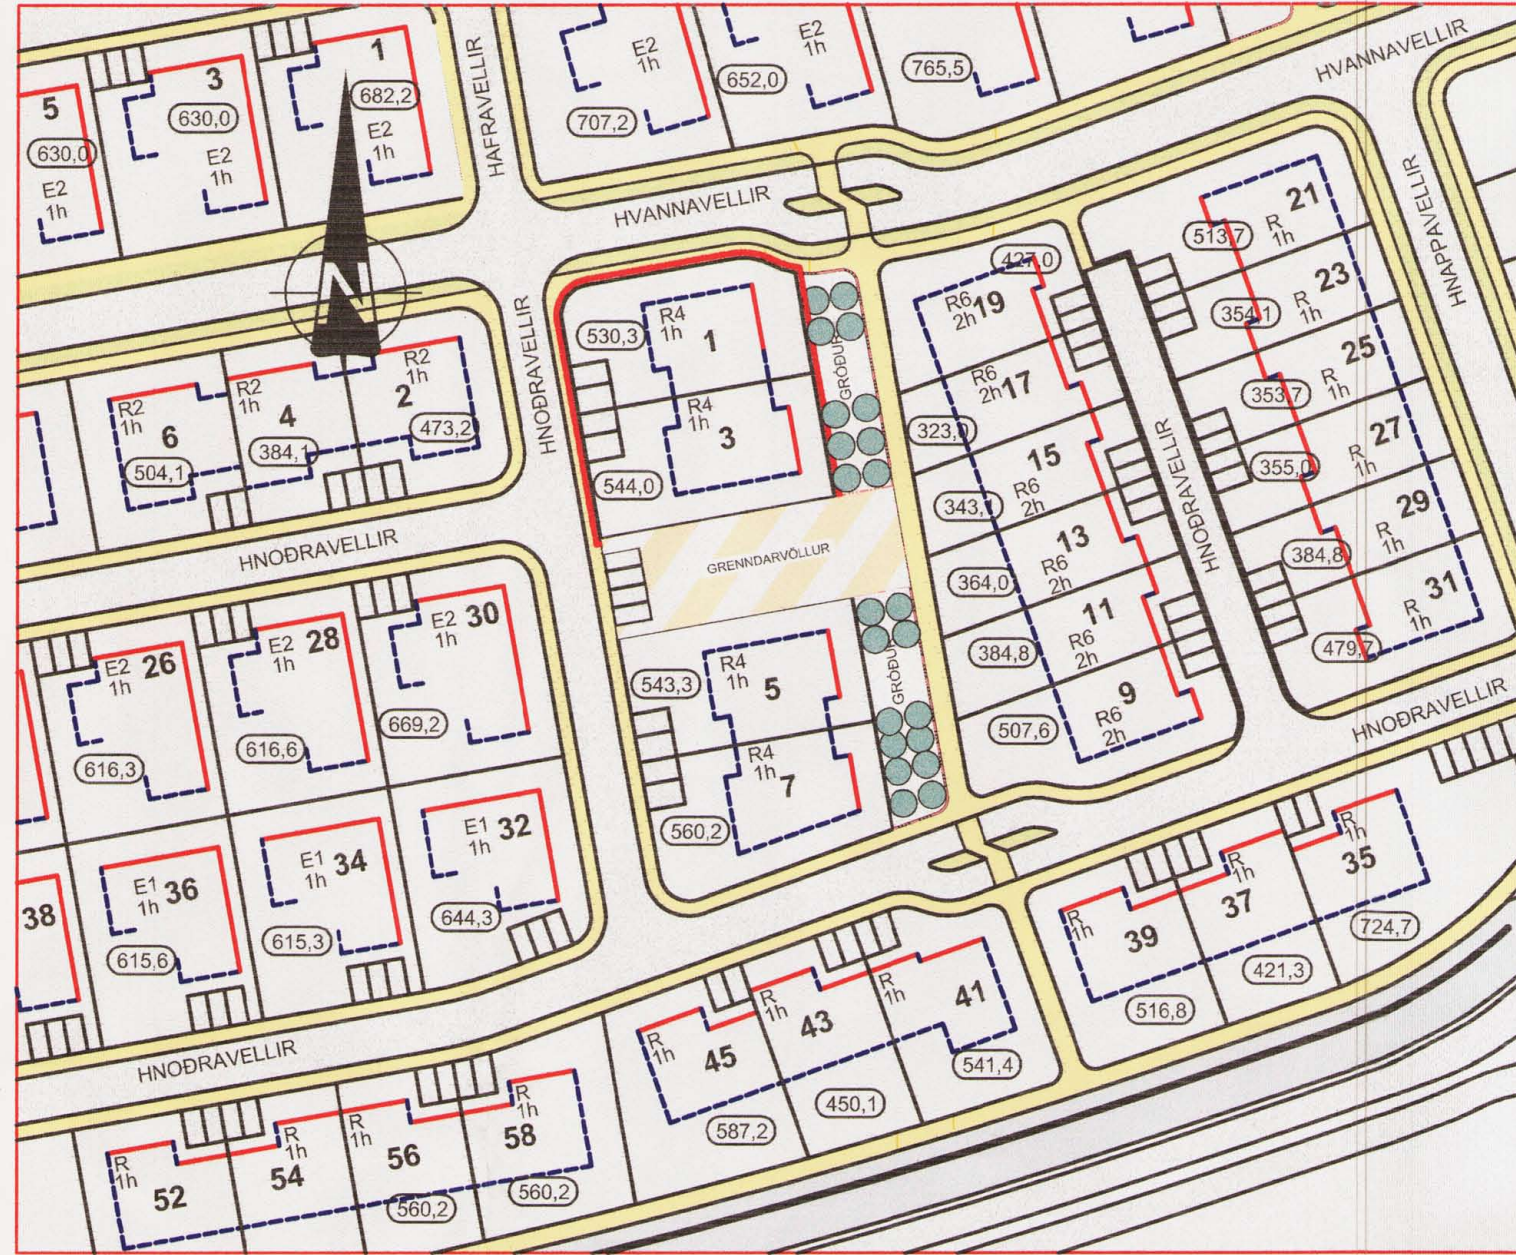 1
682,2
E2
1h
3
630,0
E2
1h
5
630,0
E2
1h
HAFRAVELLIR
E2
1h
707,2
E2
1h
652,0
765,5
HVANNAVELLIR
HVANNAVELLIR
HNAPPAVELLIR
N
HNOÐRAVELLIR
R2
1h
2
473,2
R2
1h
4
384,1
R2
1h
6
504,1
HNOÐRAVELLIR
530,3
R4
1h
1
R4
1h
3
544,0
GRÓÐUR
GRENNDARVÖLLUR
543,3
R4
1h
5
R4
1h
7
560,2
GRÓÐUR
427,0
R6
2h
19
R6
2h
17
323,9
15
R6
2h
343,1
13
R6
2h
364,0
11
R6
2h
384,8
9
R6
2h
507,6
HNOÐRAVELLIR
21
R
1h
513,7
23
R
1h
354,1
25
R
1h
353,7
27
R
1h
355,0
29
R
1h
384,8
31
R
1h
479,7
HNOÐRAVELLIR
E2
1h
26
616,3
E2
1h
28
616,6
E2
1h
30
669,2
E1
1h
32
644,3
E1
1h
34
615,3
E1
1h
36
615,6
38
HNOÐRAVELLIR
R
1h
35
724,7
R
1h
37
421,3
R
1h
39
516,8
R
1h
41
541,4
R
1h
43
450,1
R
1h
45
587,2
R
1h
52
R
1h
54
R
1h
56
560,2
R
1h
58
560,2